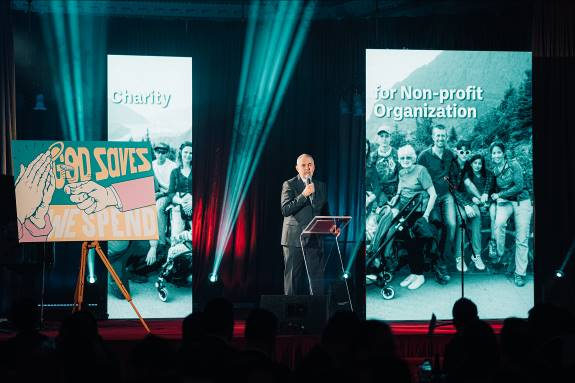 Charity
for Non-profit
Organization
GOD SAVES
WE SPEND